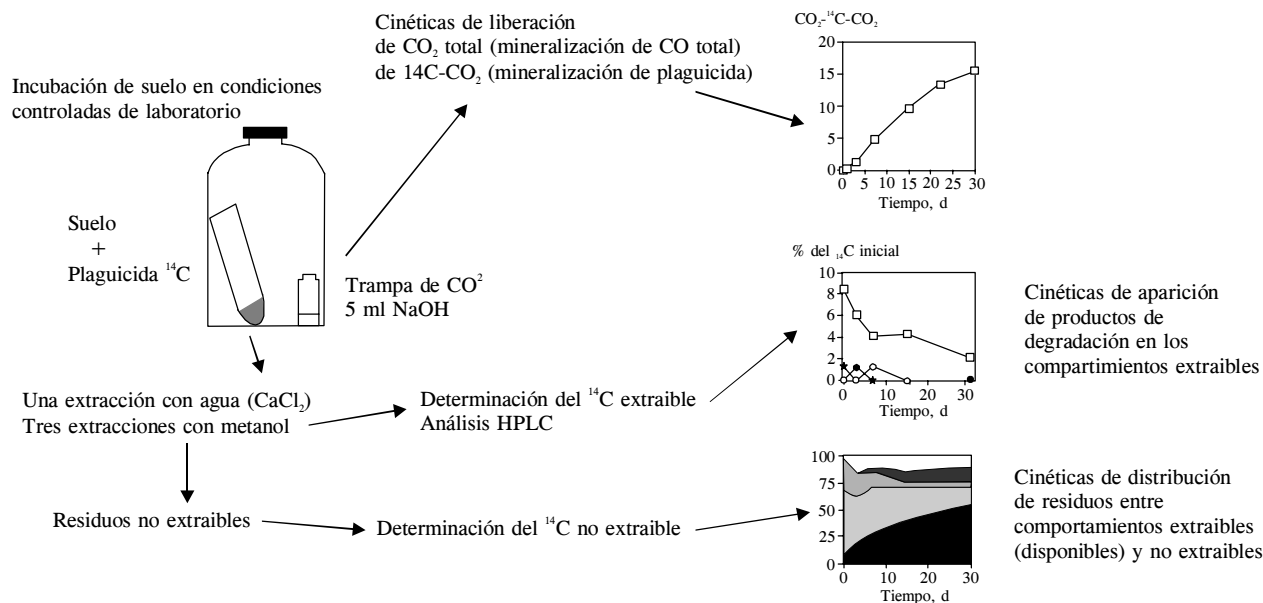 Cinéticas de liberación
de CO₂ total (mineralización de CO total)
de 14C-CO₂ (mineralización de plaguicida)
Incubación de suelo en condiciones
controladas de laboratorio
Suelo
+
Plaguicida ¹⁴C
Trampa de CO²
5 ml NaOH
CO₂-¹⁴C-CO₂
20
15
10
5
0
0 5 10 15 20 25 30
Tiempo, d
% del ₁₄C inicial
10
8
6
4
2
0
0 10 20 30
Tiempo, d
Cinéticas de aparición
de productos de
degradación en los
compartimientos extraibles
Una extracción con agua (CaCl₂)
Tres extracciones con metanol
Determinación del ¹⁴C extraible
Análisis HPLC
Residuos no extraibles
Determinación del ¹⁴C no extraible
100
75
50
25
0
0 10 20 30
Tiempo, d
Cinéticas de distribución
de residuos entre
comportamientos extraibles
(disponibles) y no extraibles